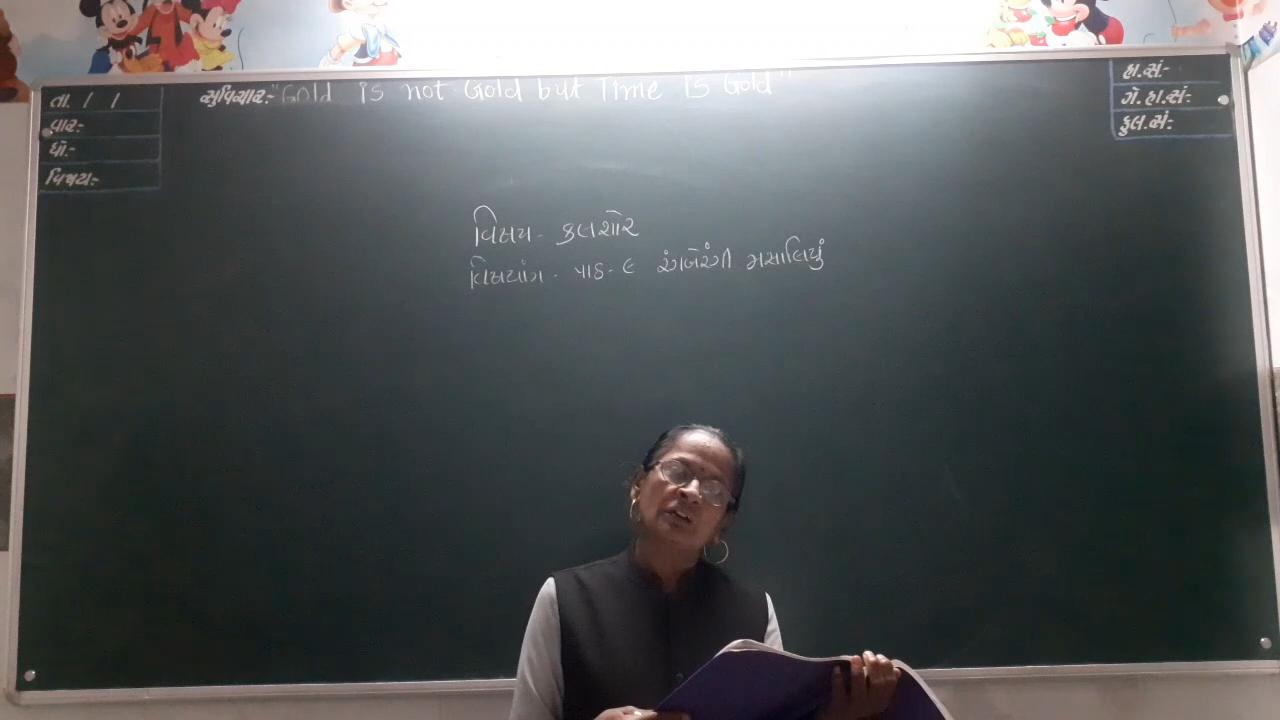 તા. / /
વાર:-
ધો:-
વિષય:-
સુવિચાર:- "Gold is not Gold but Time is Gold"
હા.સં:-
ગે.હા.સં:-
કુલ.સં:-
વિષય - કલશોર
વિષયાંગ - પાઠ - ૯ રંગબેરંગી મસાલિયું